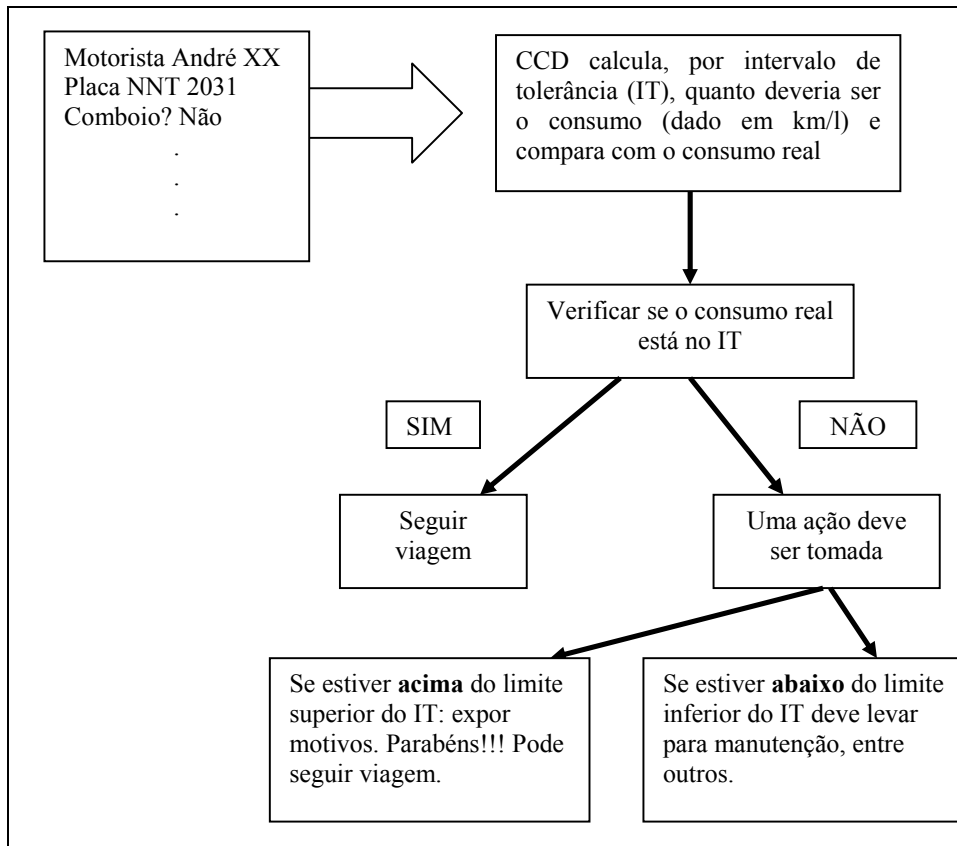 Motorista André XX
Placa NNT 2031
Comboio? Não
.
.
.
CCD calcula, por intervalo de
tolerância (IT), quanto deveria ser
o consumo (dado em km/l) e
compara com o consumo real
Verificar se o consumo real
está no IT
SIM
NÃO
Seguir
viagem
Uma ação deve
ser tomada
Se estiver acima do limite
superior do IT: expor
motivos. Parabéns!!! Pode
seguir viagem.
Se estiver abaixo do limite
inferior do IT deve levar
para manutenção, entre
outros.